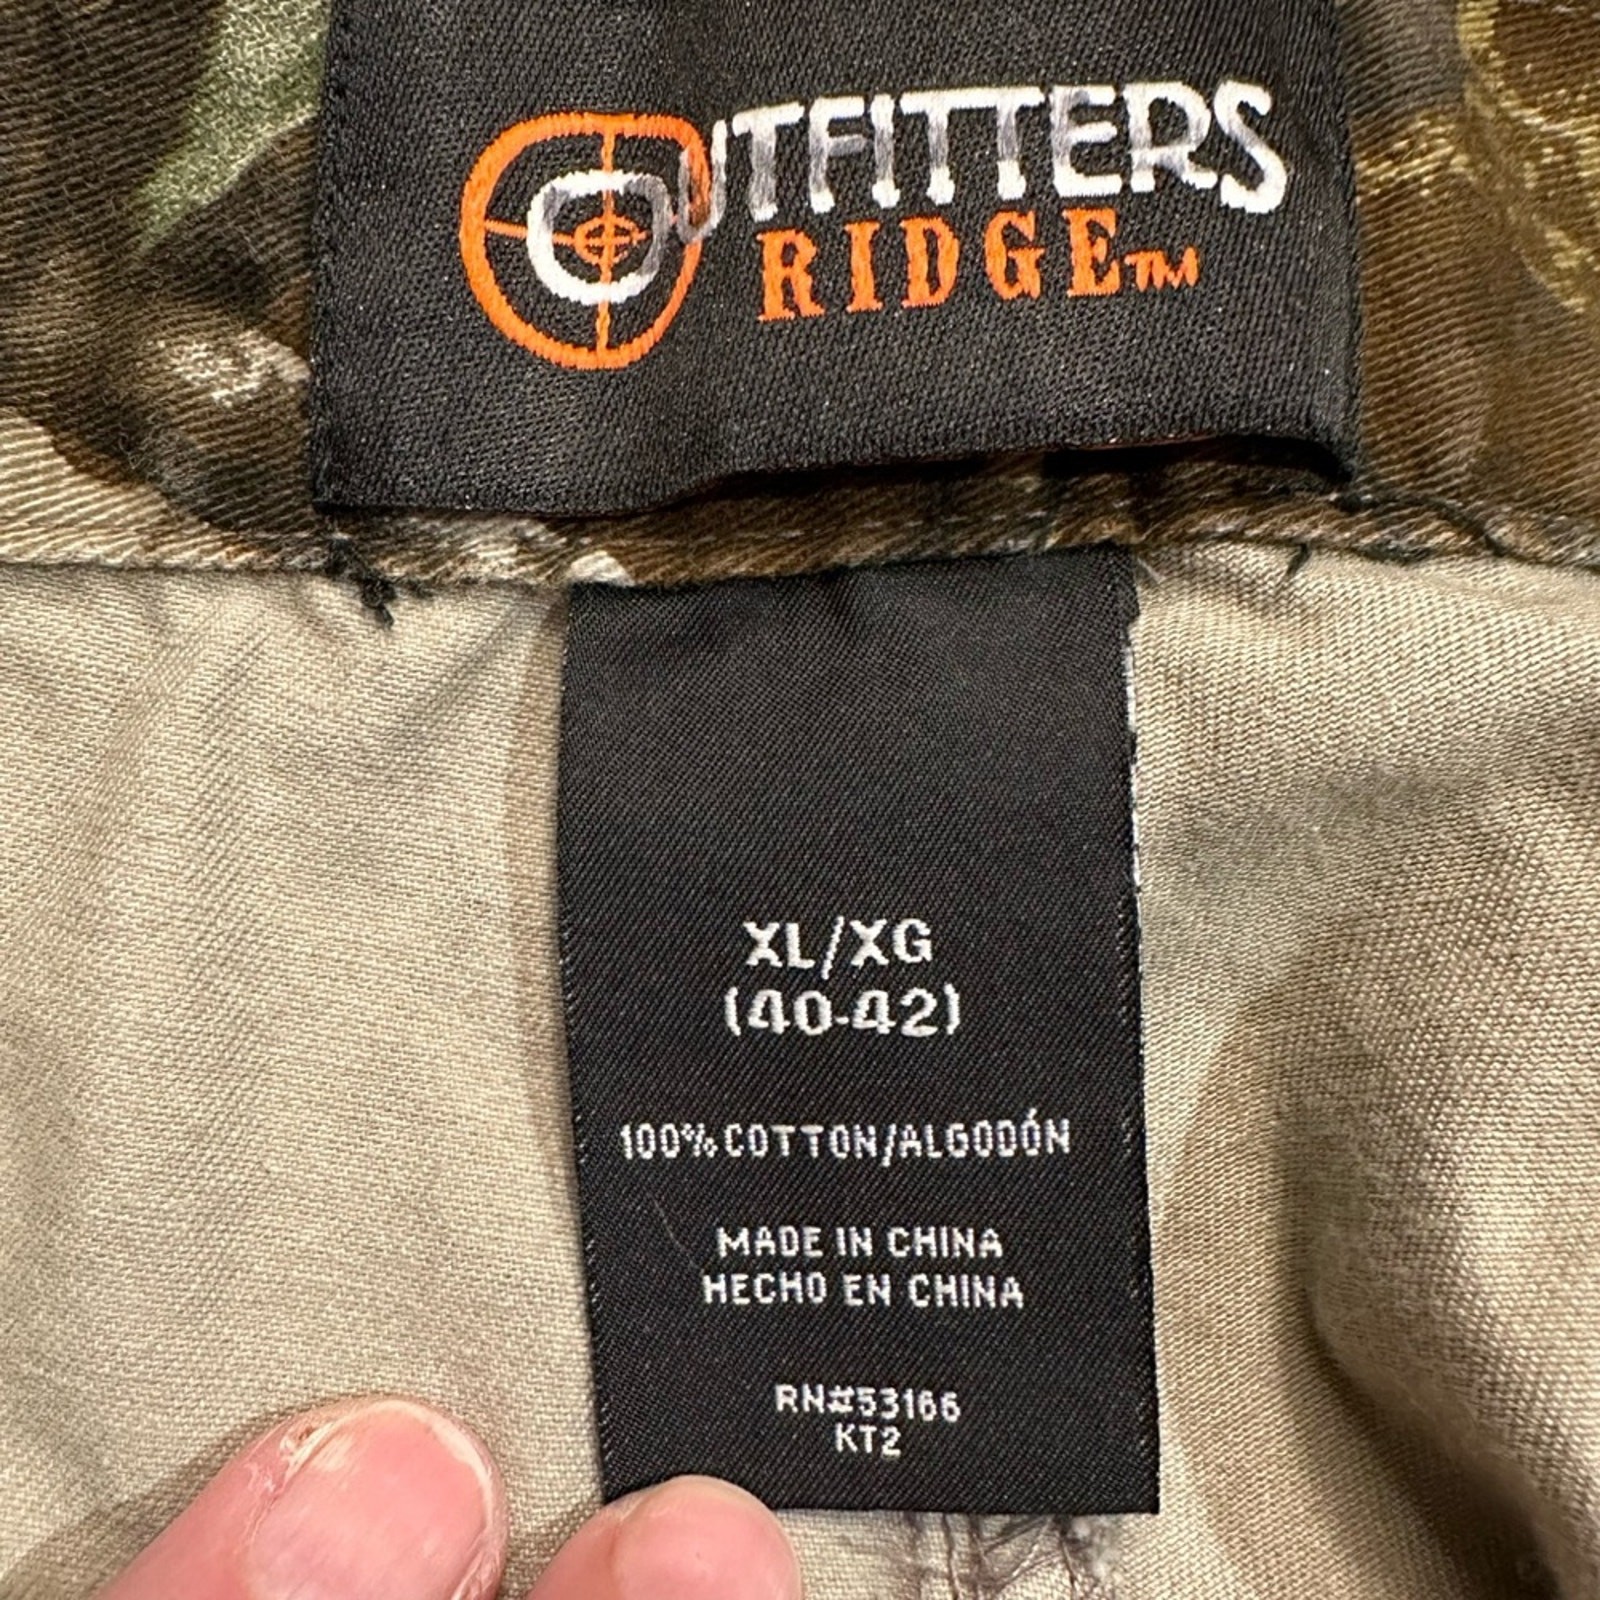 OUTFITTERS
RIDGE™
XL/XG
(40-42)
100% COTTON/ALGODÓN
MADE IN CHINA
HECHO EN CHINA
RN#53166
KT2